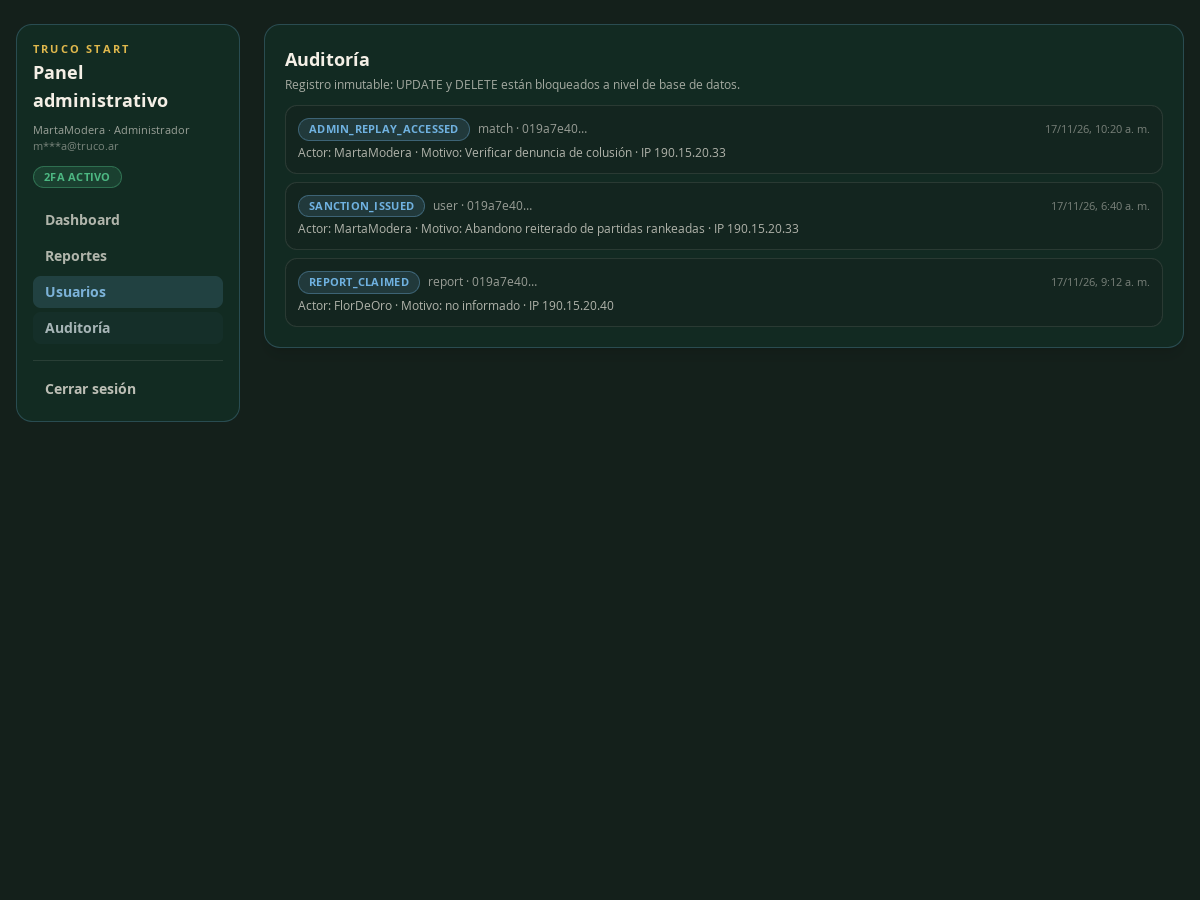 TRUCO START
Panel
administrativo
MartaModera · Administrador
m***a@truco.ar
2FA ACTIVO
Dashboard
Reportes
Usuarios
Auditoría
Cerrar sesión
Auditoría
Registro inmutable: UPDATE y DELETE están bloqueados a nivel de base de datos.
ADMIN_REPLAY_ACCESSED match · 019a7e40... 17/11/26, 10:20 a. m.
Actor: MartaModera · Motivo: Verificar denuncia de colusión · IP 190.15.20.33
SANCTION_ISSUED user · 019a7e40... 17/11/26, 6:40 a. m.
Actor: MartaModera · Motivo: Abandono reiterado de partidas rankeadas · IP 190.15.20.33
REPORT_CLAIMED report · 019a7e40... 17/11/26, 9:12 a. m.
Actor: FlorDeOro · Motivo: no informado · IP 190.15.20.40